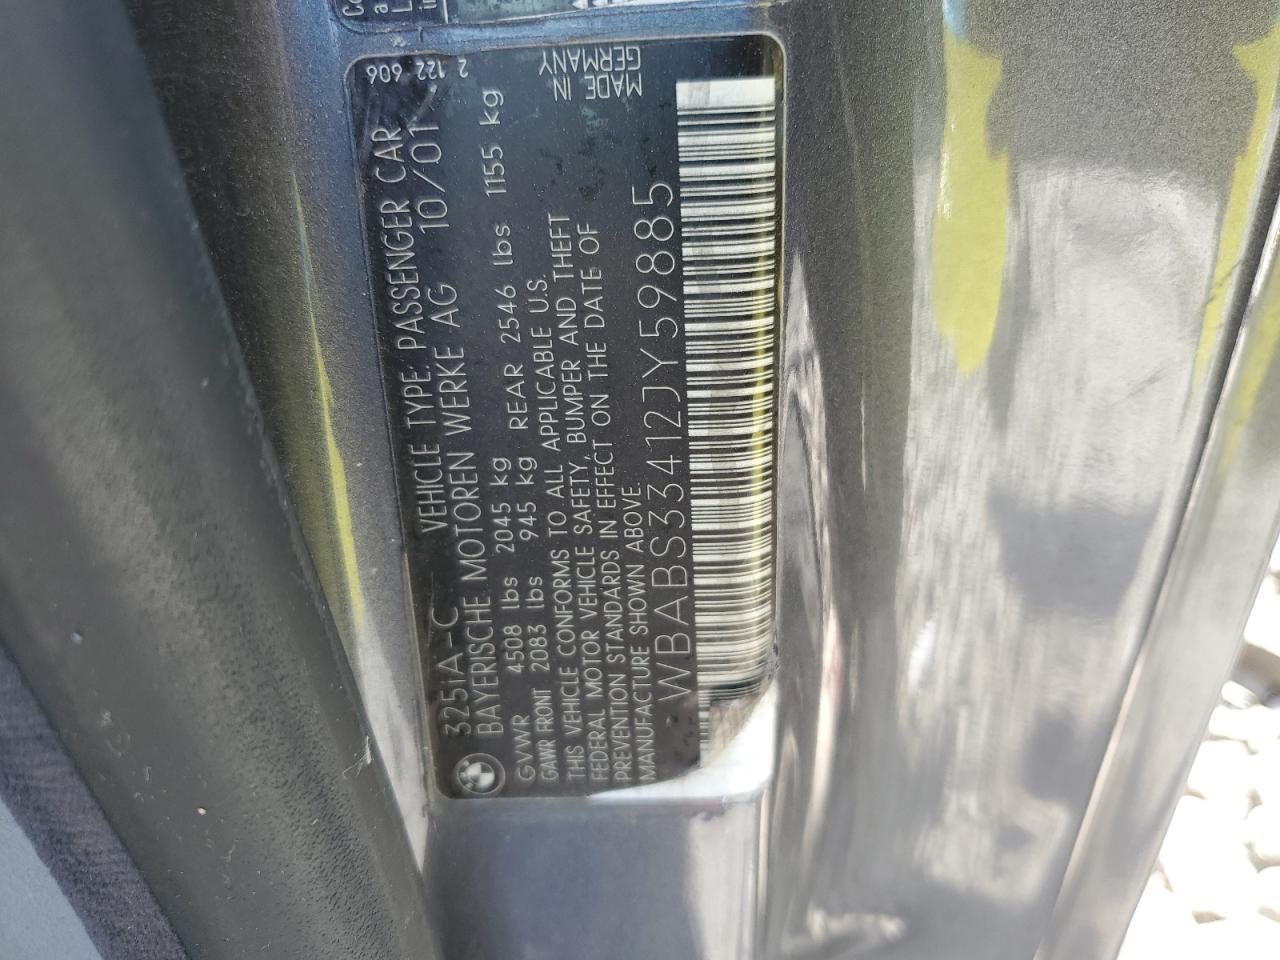 325IA-C VEHICLE TYPE: PASSENGER CAR 2 122 606
BAYERISCHE MOTOREN WERKE AG 10/01
GVWR 4508 lbs 2045 kg
GAWR FRONT 2083 lbs 945 kg REAR 2546 lbs 1155 kg
THIS VEHICLE CONFORMS TO ALL APPLICABLE U.S.
FEDERAL MOTOR VEHICLE SAFETY, BUMPER AND THEFT
PREVENTION STANDARDS IN EFFECT ON THE DATE OF
MANUFACTURE SHOWN ABOVE.
MADE IN
GERMANY
WBABS33412JY59885